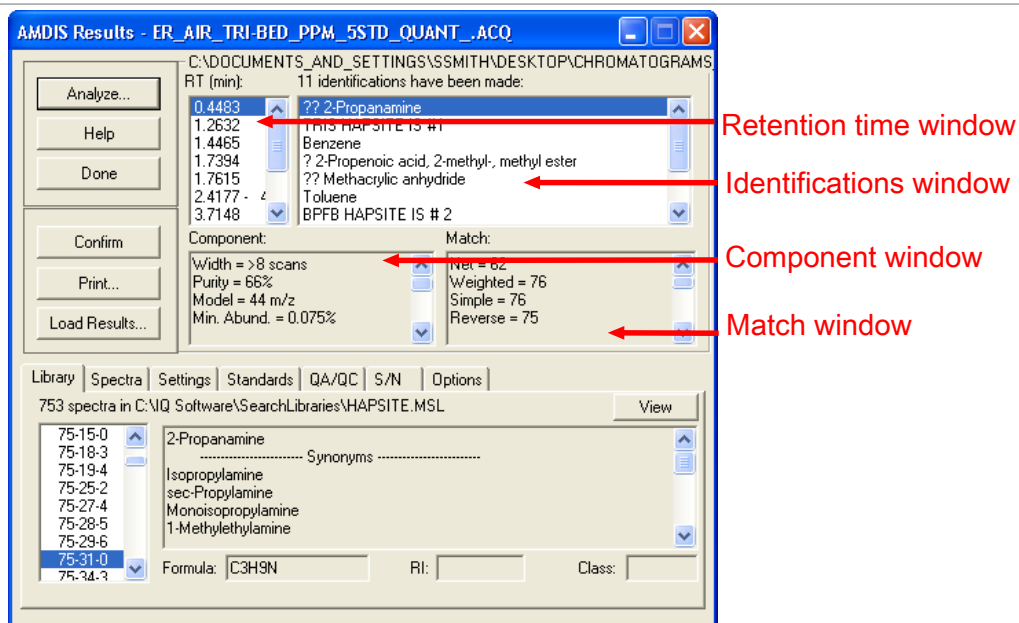 AMDIS Results - ER_AIR_TRI-BED_PPM_5STD_QUANT_.ACQ
C:\DOCUMENTS_AND_SETTINGS\SSMITH\DESKTOP\CHROMATOGRAMS_
Analyze...
Help
Done
Confirm
Print...
Load Results...
RT (min): 11 identifications have been made:
0.4483 ?? 2-Propanamine
1.2632 TRIS HAPSITE IS #1
1.4465 Benzene
1.7394 ? 2-Propenoic acid, 2-methyl-, methyl ester
1.7615 ?? Methacrylic anhydride
2.4177 - Toluene
3.7148 BPFB HAPSITE IS # 2
Retention time window
Identifications window
Component window
Match window
Component: Match:
Width = >8 scans Net = 62
Purity = 66% Weighted = 76
Model = 44 m/z Simple = 76
Min. Abund. = 0.075% Reverse = 75
Library Spectra Settings Standards QA/QC S/N Options
753 spectra in C:\IQ Software\SearchLibraries\HAPSITE.MSL View
75-15-0
75-18-3
75-19-4
75-25-2
75-27-4
75-28-5
75-29-6
75-31-0
75-34-3
2-Propanamine
------------------------ Synonyms ------------------------
Isopropylamine
sec-Propylamine
Monoisopropylamine
1-Methylethylamine
Formula: C3H9N RI: Class: